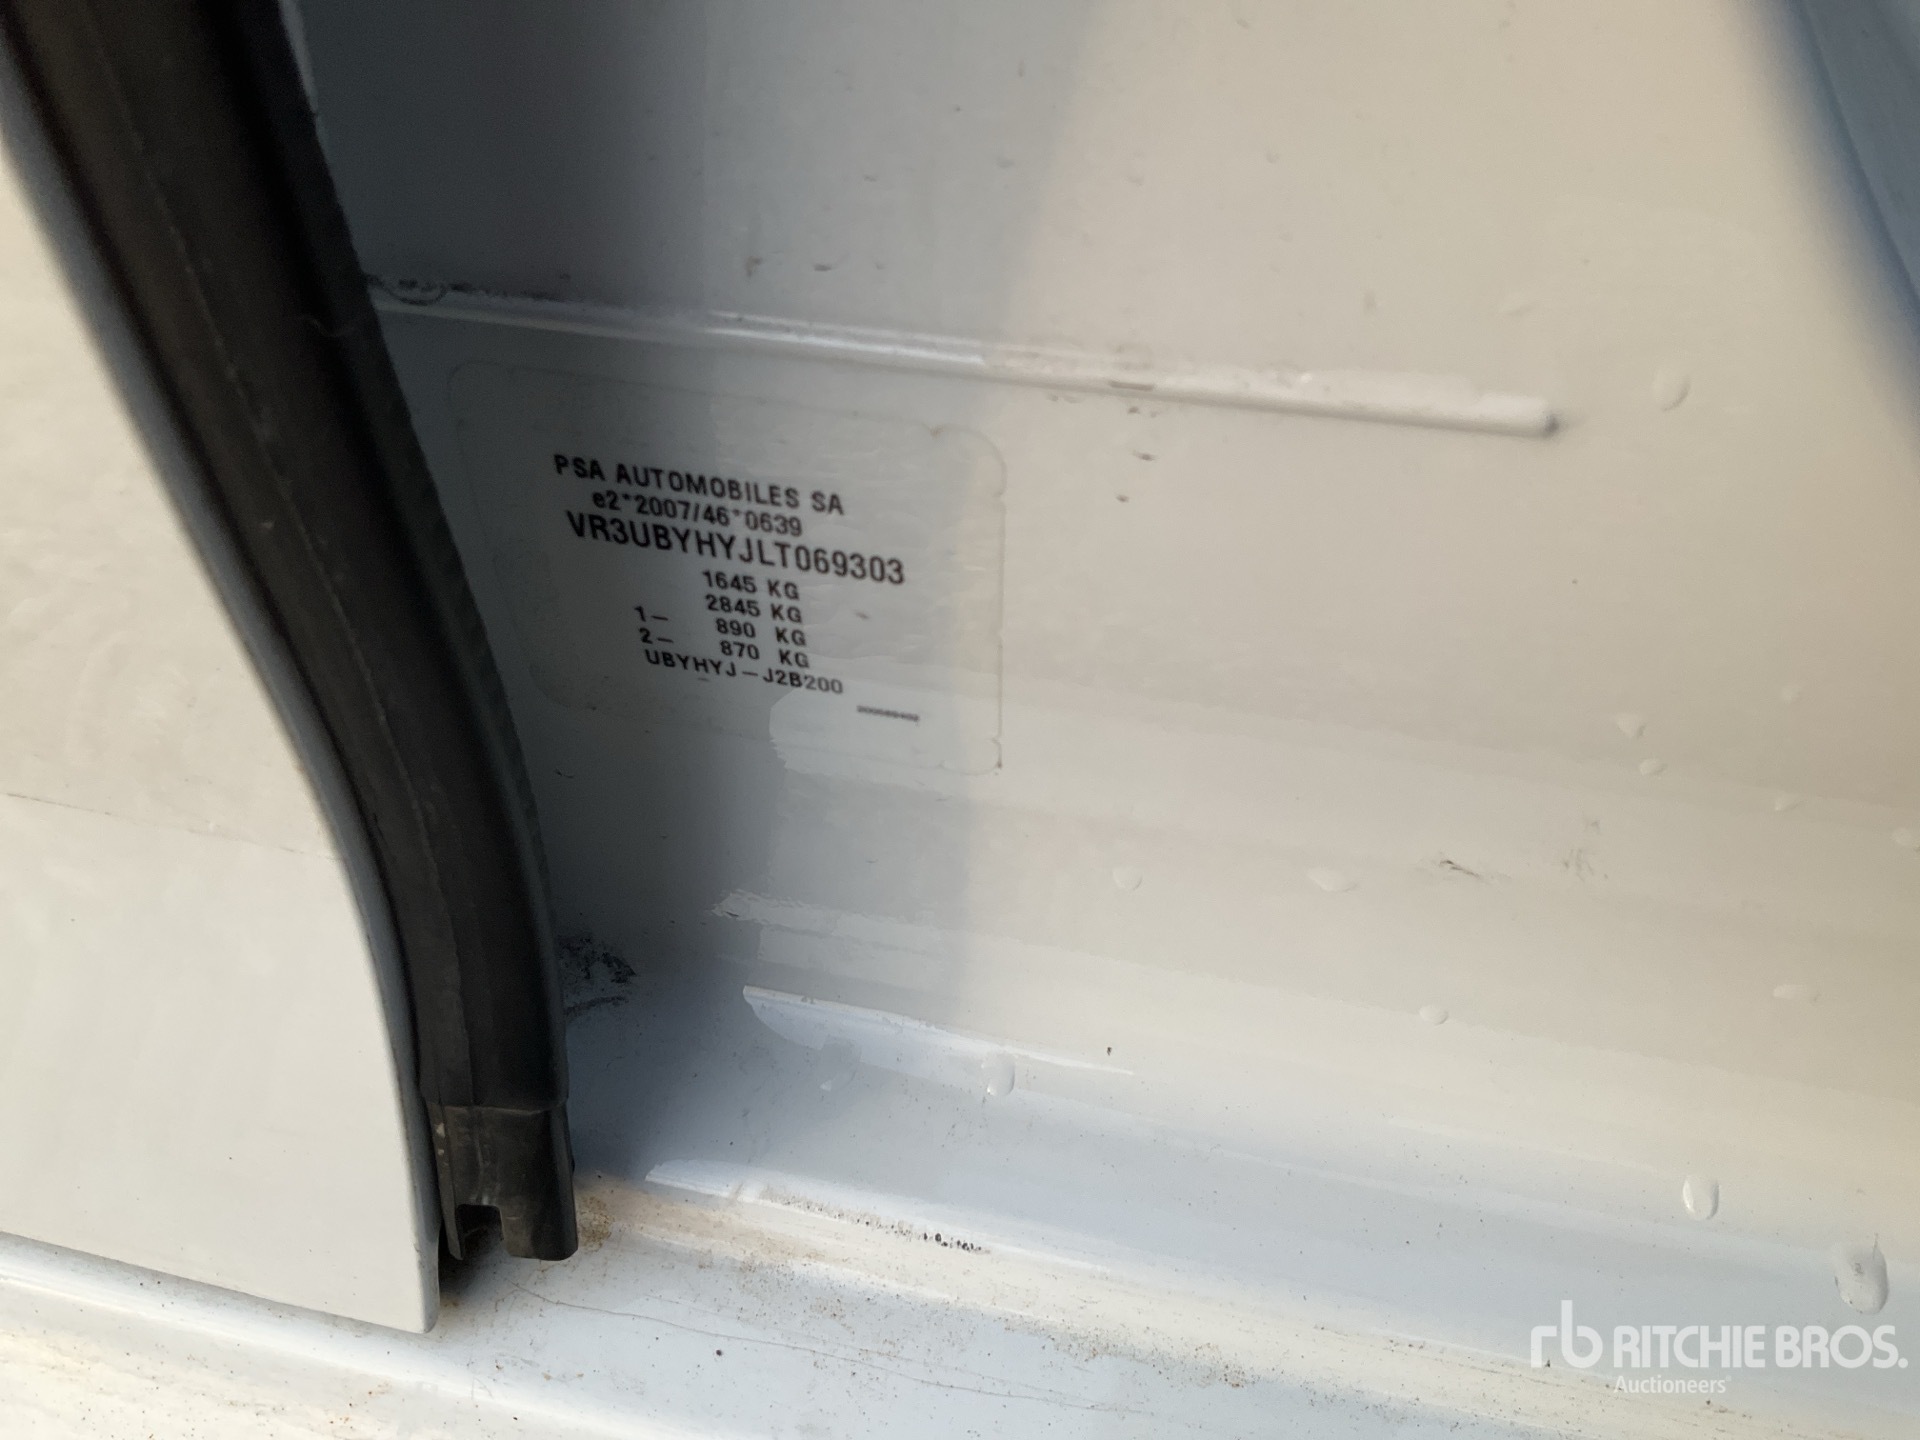 PSA AUTOMOBILES SA
e2*2007/46*0639
VR3UBYHYJLT069303
1645 KG
2845 KG
1- 890 KG
2- 870 KG
UBYHYJ-J2B200
rb RITCHIE BROS.
Auctioneers